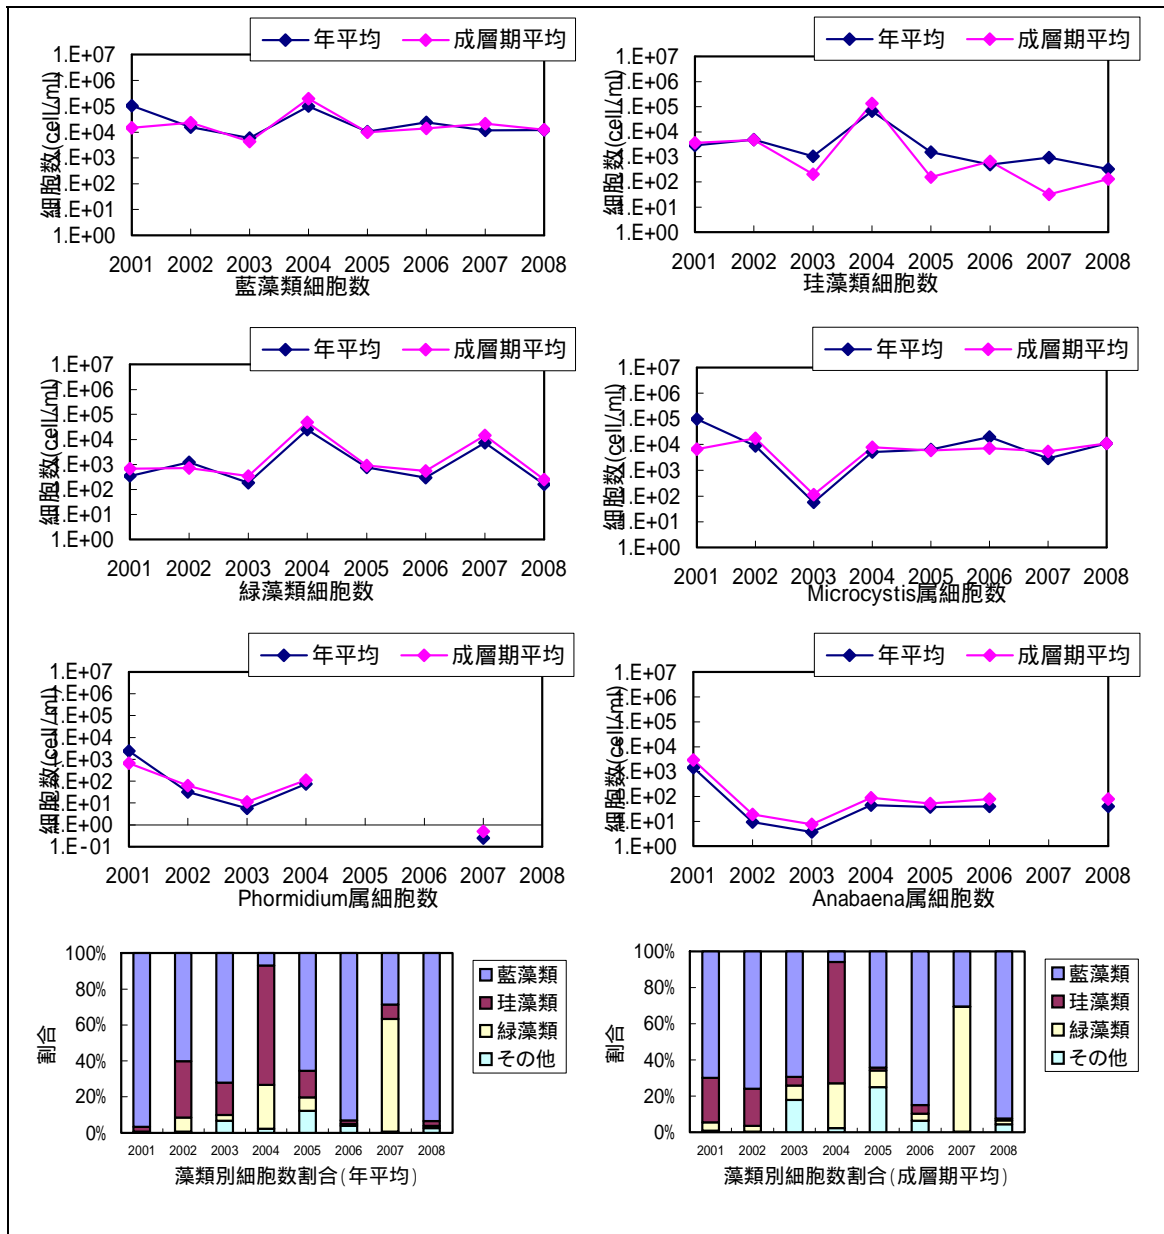 年平均 成層期平均
細胞数(cell/ml)
1.E+07
1.E+06
1.E+05
1.E+04
1.E+03
1.E+02
1.E+01
1.E+00
2001 2002 2003 2004 2005 2006 2007 2008
藍藻類細胞数
年平均 成層期平均
細胞数(cell/ml)
1.E+07
1.E+06
1.E+05
1.E+04
1.E+03
1.E+02
1.E+01
1.E+00
2001 2002 2003 2004 2005 2006 2007 2008
珪藻類細胞数
年平均 成層期平均
細胞数(cell/ml)
1.E+07
1.E+06
1.E+05
1.E+04
1.E+03
1.E+02
1.E+01
1.E+00
2001 2002 2003 2004 2005 2006 2007 2008
緑藻類細胞数
年平均 成層期平均
細胞数(cell/ml)
1.E+07
1.E+06
1.E+05
1.E+04
1.E+03
1.E+02
1.E+01
1.E+00
2001 2002 2003 2004 2005 2006 2007 2008
Microcystis属細胞数
年平均 成層期平均
細胞数(cell/ml)
1.E+07
1.E+06
1.E+05
1.E+04
1.E+03
1.E+02
1.E+01
1.E+00
1.E-01
2001 2002 2003 2004 2005 2006 2007 2008
Phormidium属細胞数
年平均 成層期平均
細胞数(cell/ml)
1.E+07
1.E+06
1.E+05
1.E+04
1.E+03
1.E+02
1.E+01
1.E+00
2001 2002 2003 2004 2005 2006 2007 2008
Anabaena属細胞数
割合
100%
80%
60%
40%
20%
0%
2001 2002 2003 2004 2005 2006 2007 2008
藍藻類
珪藻類
緑藻類
その他
藻類別細胞数割合(年平均)
割合
100%
80%
60%
40%
20%
0%
2001 2002 2003 2004 2005 2006 2007 2008
藍藻類
珪藻類
緑藻類
その他
藻類別細胞数割合(成層期平均)